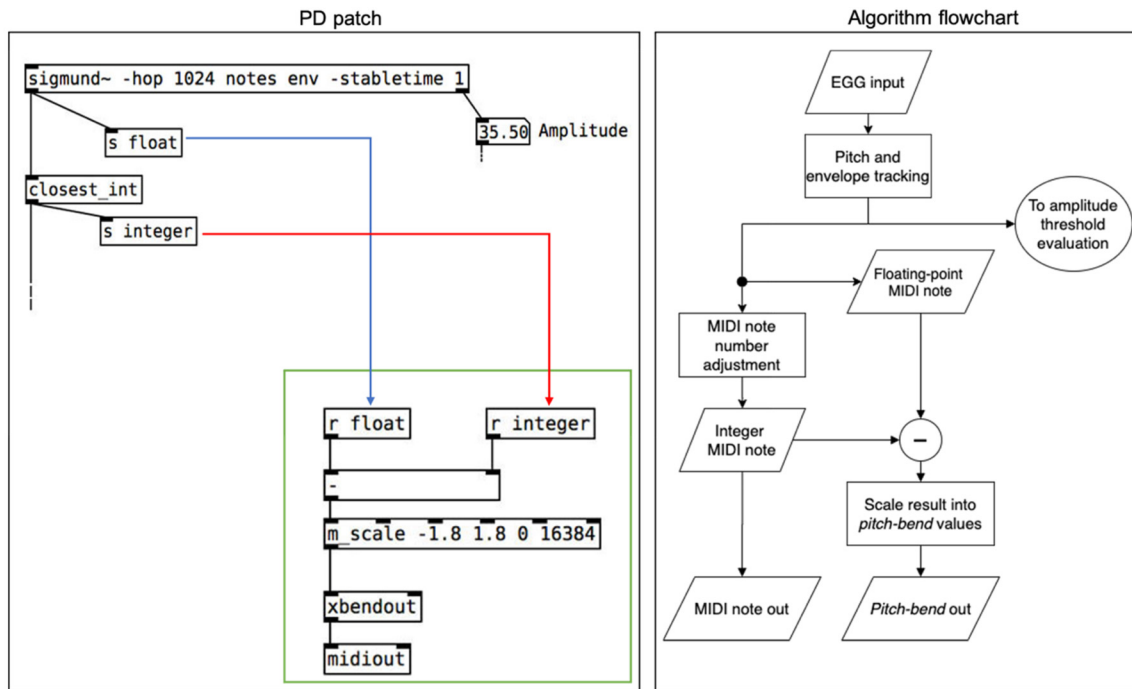 PD patch
sigmund~ -hop 1024 notes env -stabletime 1
35.50 Amplitude
s float
closest_int
s integer
r float
r integer
-
m_scale -1.8 1.8 0 16384
xbendout
midiout
Algorithm flowchart
EGG input
Pitch and
envelope tracking
To amplitude
threshold
evaluation
Floating-point
MIDI note
MIDI note
number
adjustment
Integer
MIDI note
−
Scale result into
pitch-bend values
MIDI note out
Pitch-bend out